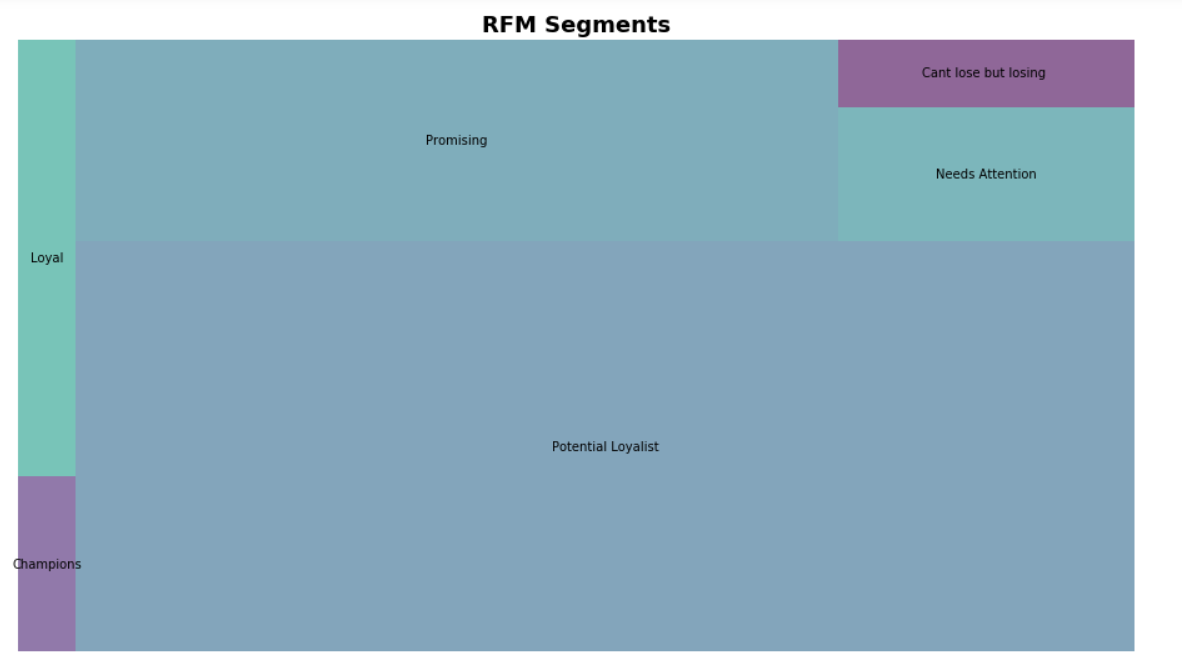 RFM Segments
Cant lose but losing
Promising
Needs Attention
Loyal
Potential Loyalist
Champions